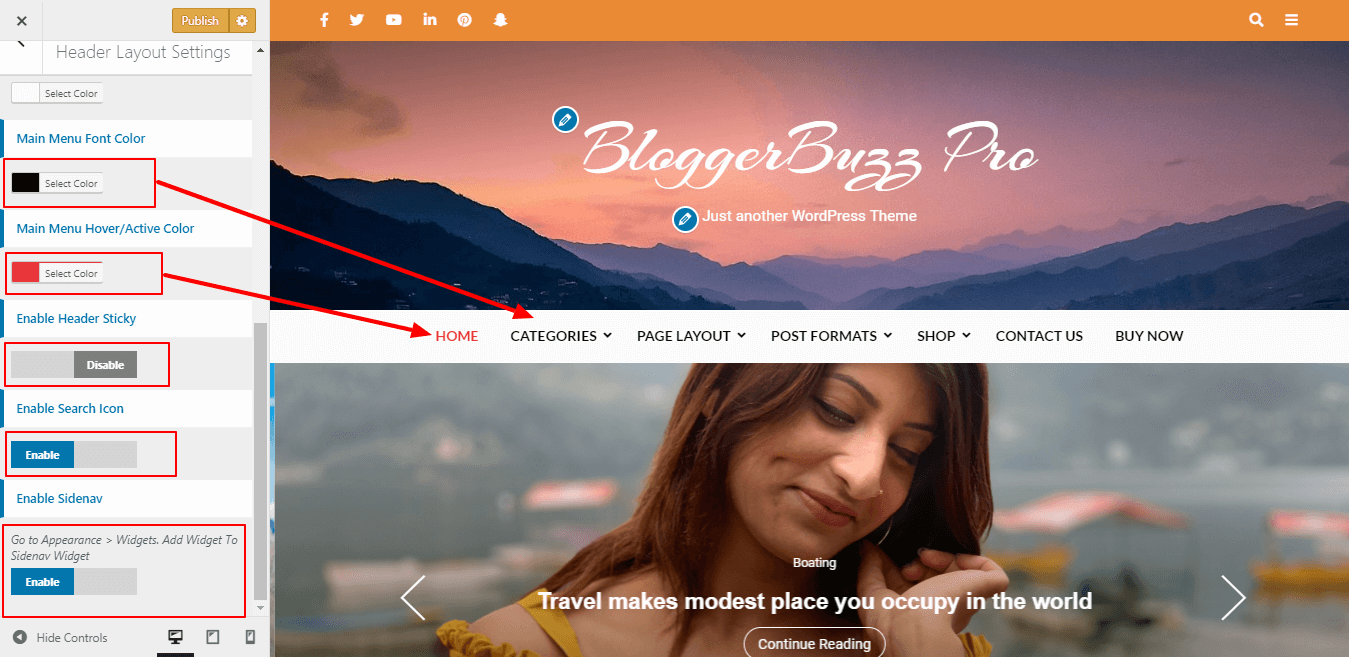 Publish
Header Layout Settings
Select Color
Main Menu Font Color
Select Color
Main Menu Hover/Active Color
Select Color
Enable Header Sticky
Disable
Enable Search Icon
Enable
Enable Sidenav
Go to Appearance > Widgets. Add Widget To
Sidenav Widget
Enable
Hide Controls
BloggerBuzz Pro
Just another WordPress Theme
HOME CATEGORIES PAGE LAYOUT POST FORMATS SHOP CONTACT US BUY NOW
Boating
Travel makes modest place you occupy in the world
Continue Reading